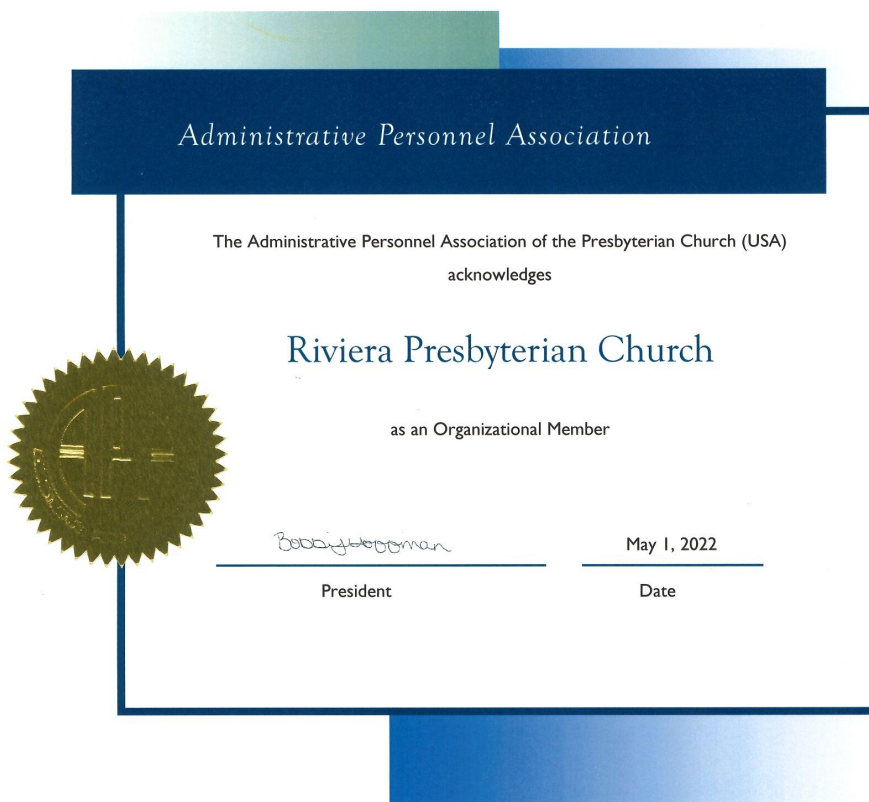 Administrative Personnel Association
The Administrative Personnel Association of the Presbyterian Church (USA)
acknowledges
Riviera Presbyterian Church
as an Organizational Member
May 1, 2022
President
Date